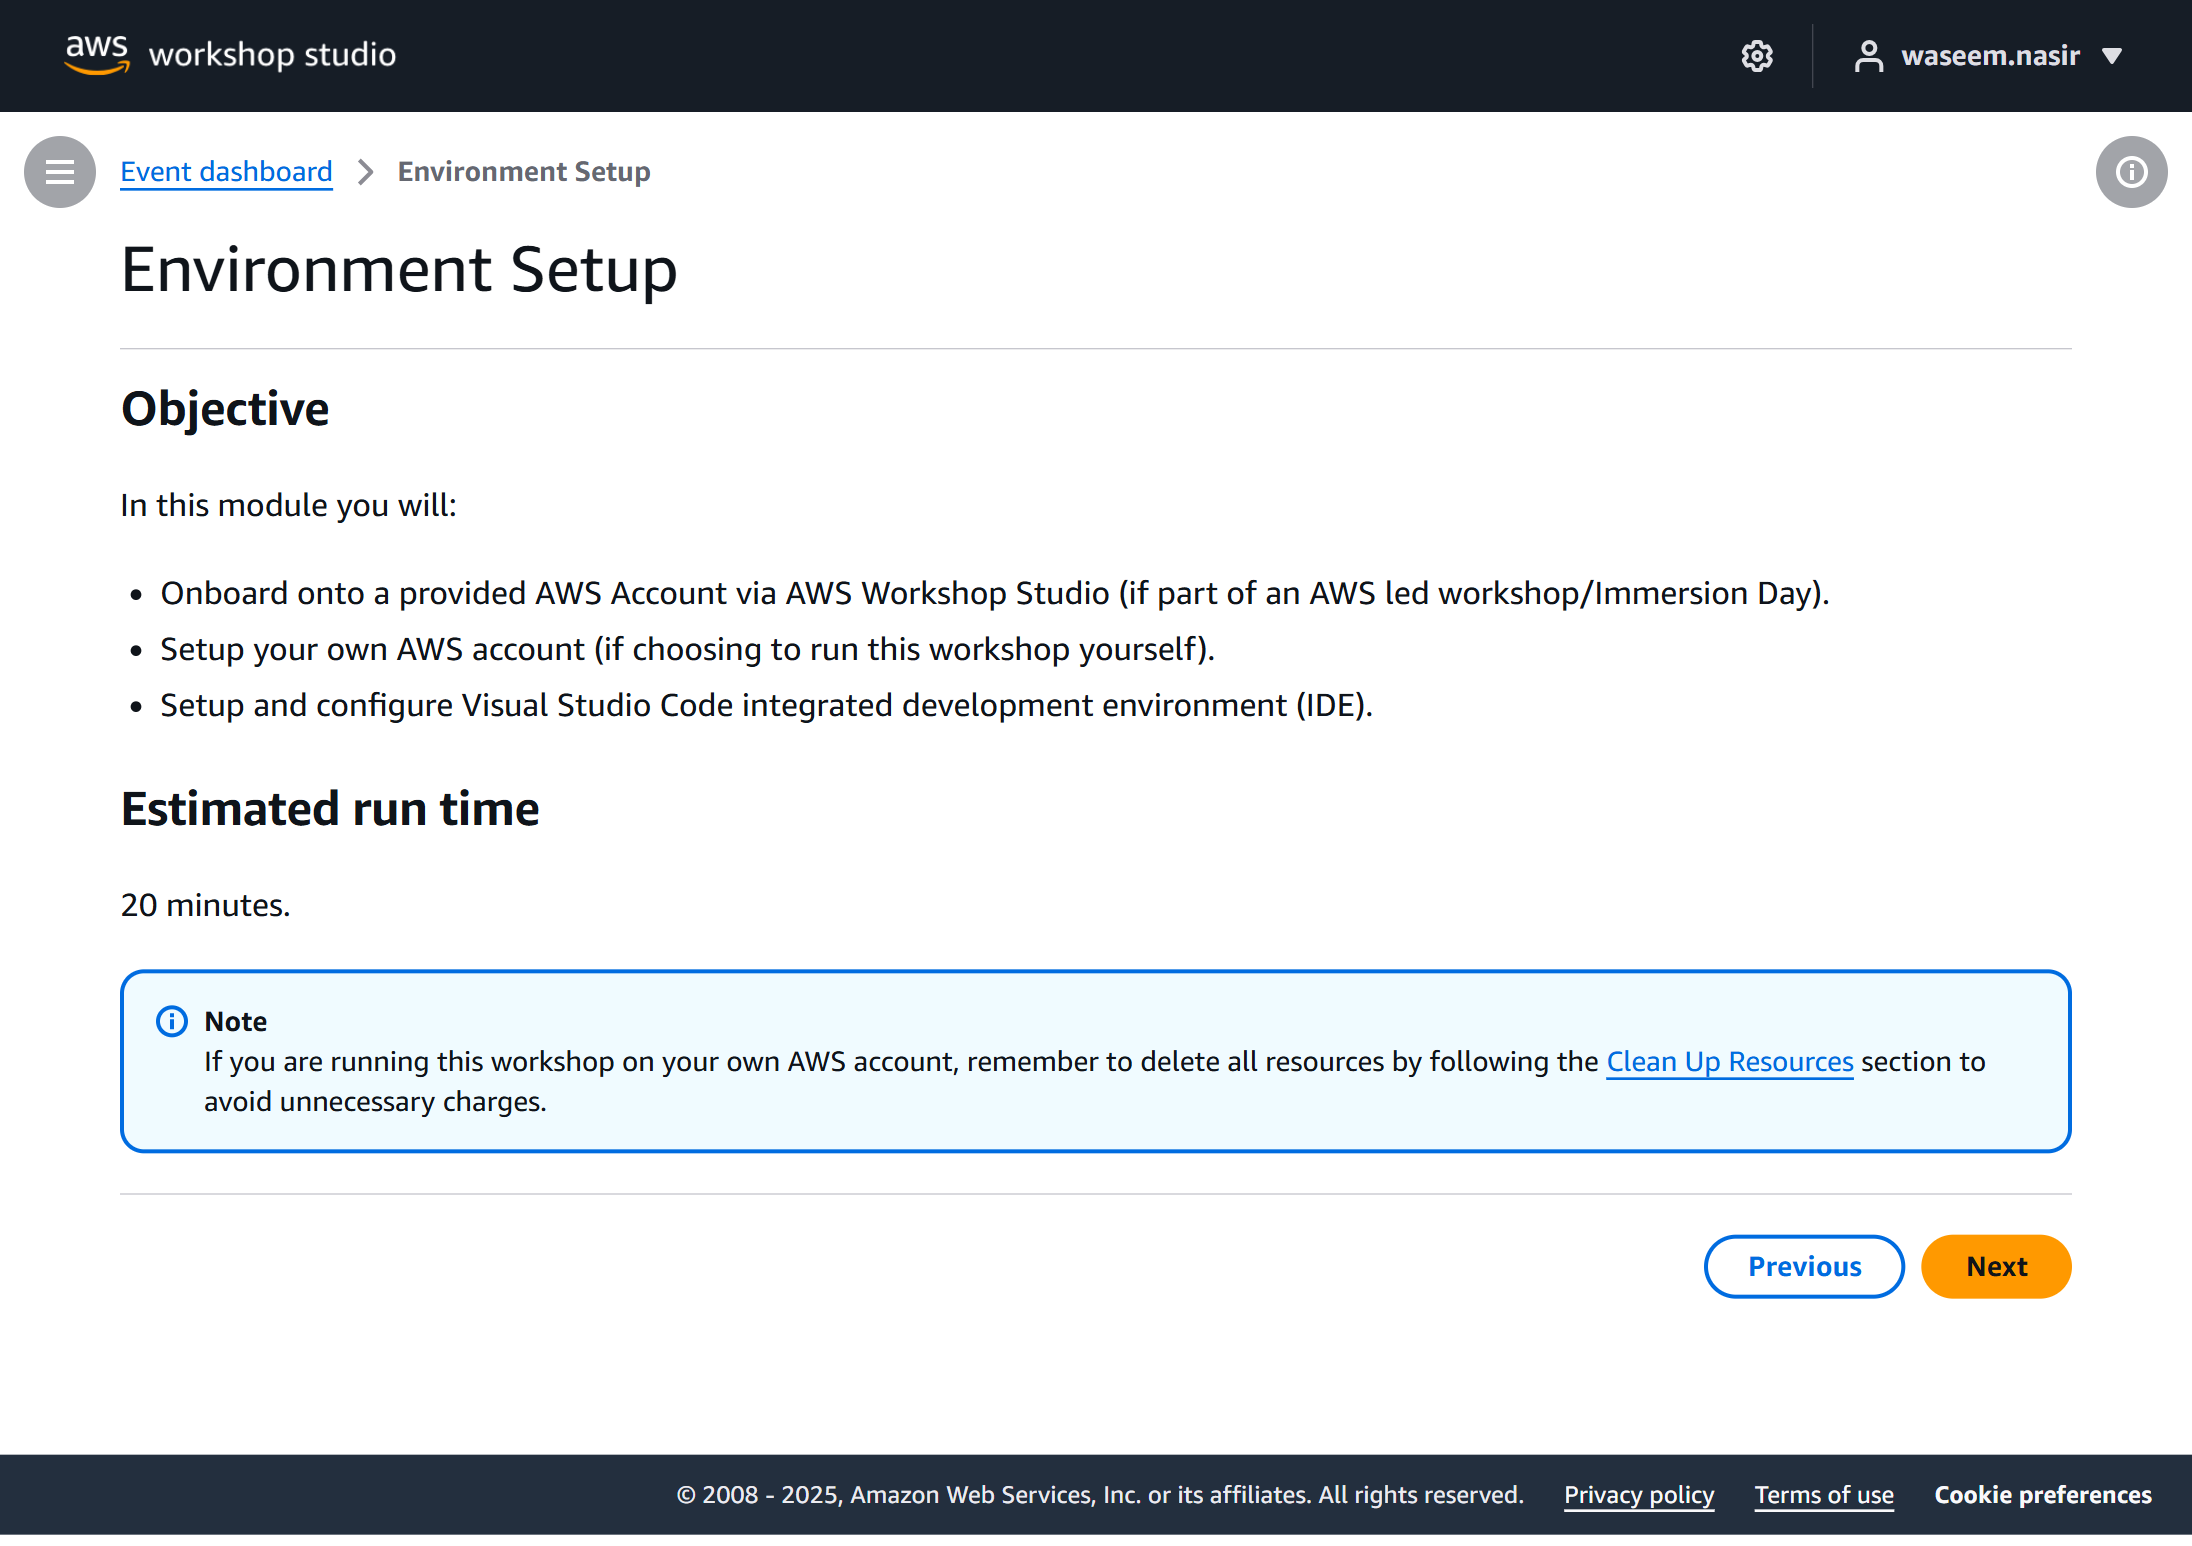 aws workshop studio
waseem.nasir
Event dashboard
Environment Setup
Environment Setup
Objective
In this module you will:
Onboard onto a provided AWS Account via AWS Workshop Studio (if part of an AWS led workshop/Immersion Day).
Setup your own AWS account (if choosing to run this workshop yourself).
Setup and configure Visual Studio Code integrated development environment (IDE).
Estimated run time
20 minutes.
Note
If you are running this workshop on your own AWS account, remember to delete all resources by following the Clean Up Resources section to
avoid unnecessary charges.
Previous
Next
© 2008 - 2025, Amazon Web Services, Inc. or its affiliates. All rights reserved.
Privacy policy
Terms of use
Cookie preferences